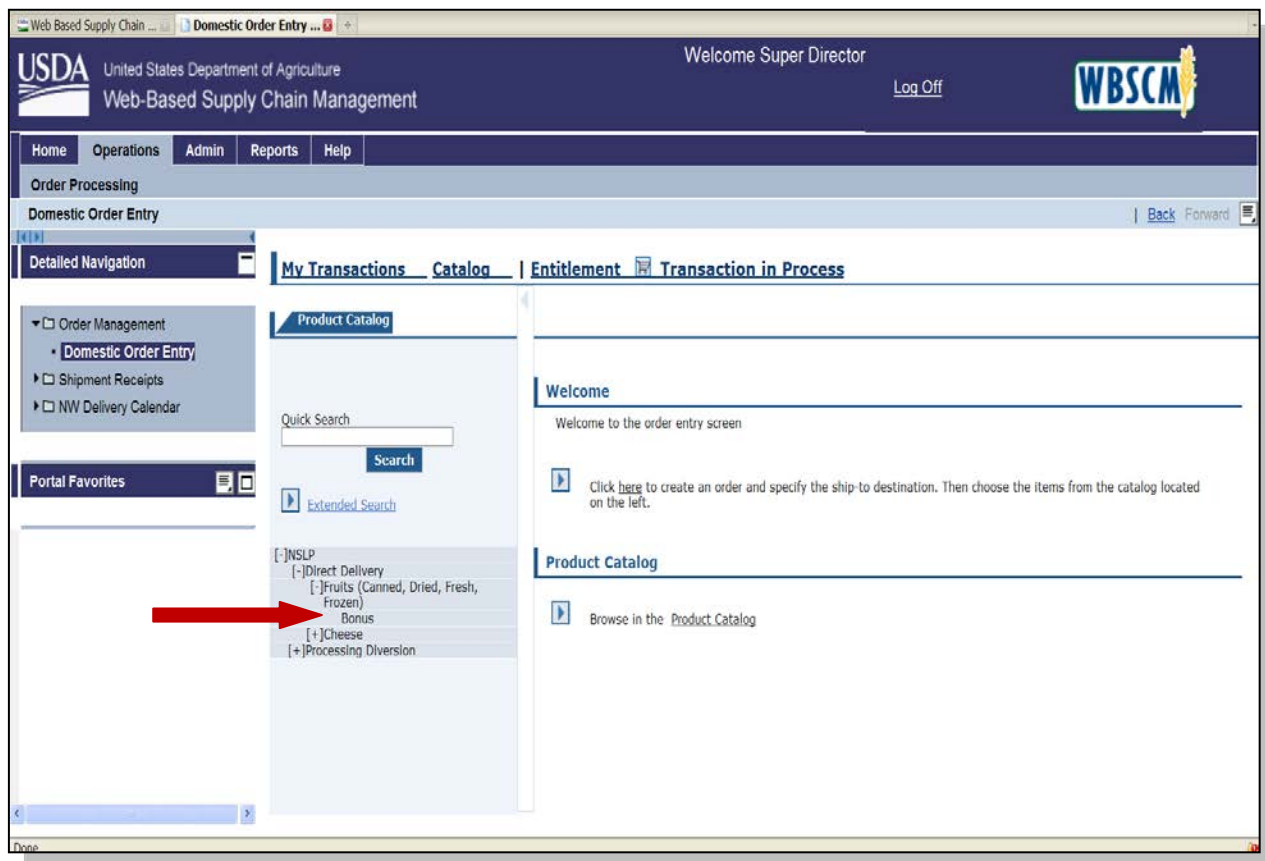 Web Based Supply Chain ...
Domestic Order Entry ...
USDA
United States Department of Agriculture
Web-Based Supply Chain Management
Welcome Super Director
Log Off
WBSCM
Home Operations Admin Reports Help
Order Processing
Domestic Order Entry
| Back Forward
Detailed Navigation
Order Management
Domestic Order Entry
Shipment Receipts
NW Delivery Calendar
Portal Favorites
My Transactions Catalog | Entitlement Transaction in Process
Product Catalog
Quick Search
Search
Extended Search
[-]NSLP
[-]Direct Delivery
[-]Fruits (Canned, Dried, Fresh,
Frozen)
Bonus
[+]Cheese
[+]Processing Diversion
Welcome
Welcome to the order entry screen
Click here to create an order and specify the ship-to destination. Then choose the items from the catalog located
on the left.
Product Catalog
Browse in the Product Catalog
Done